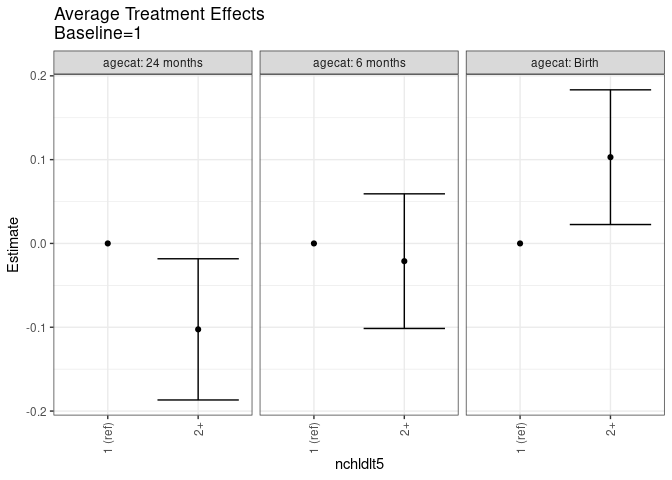 Average Treatment Effects
Baseline=1
agecat: 24 months
agecat: 6 months
agecat: Birth
0.2
0.1
0.0
-0.1
-0.2
Estimate
1 (ref)
2+
1 (ref)
2+
1 (ref)
2+
nchldlt5